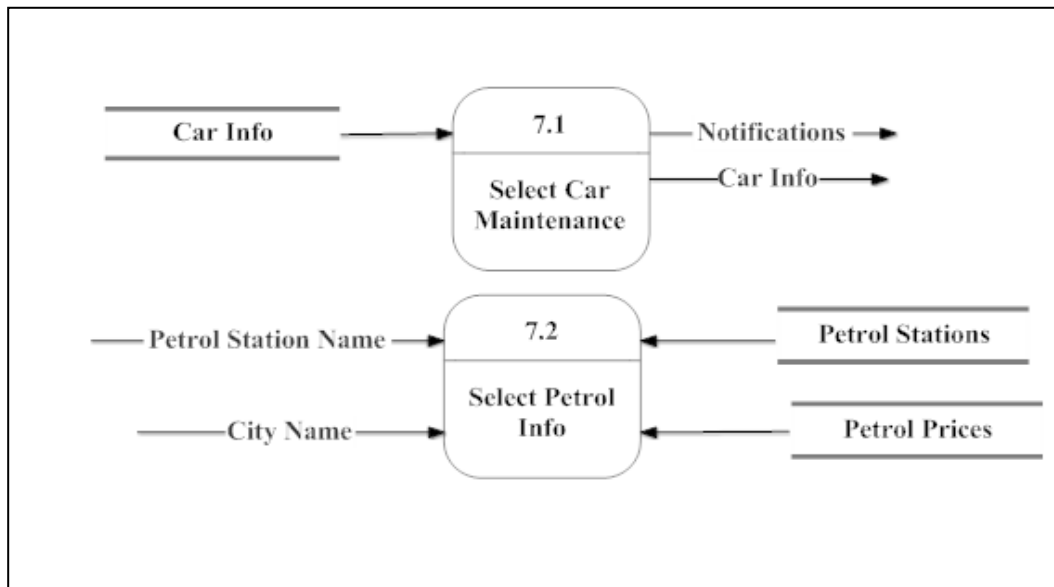 Car Info
7.1
Select Car
Maintenance
Notifications
Car Info
Petrol Station Name
City Name
7.2
Select Petrol
Info
Petrol Stations
Petrol Prices